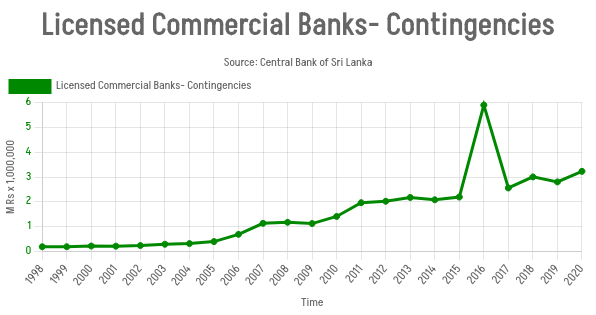 Licensed Commercial Banks- Contingencies
Source: Central Bank of Sri Lanka
Licensed Commercial Banks- Contingencies
6
5
4
3
2
1
0
M Rs x 1,000,000
1998 1999 2000 2001 2002 2003 2004 2005 2006 2007 2008 2009 2010 2011 2012 2013 2014 2015 2016 2017 2018 2019 2020
Time